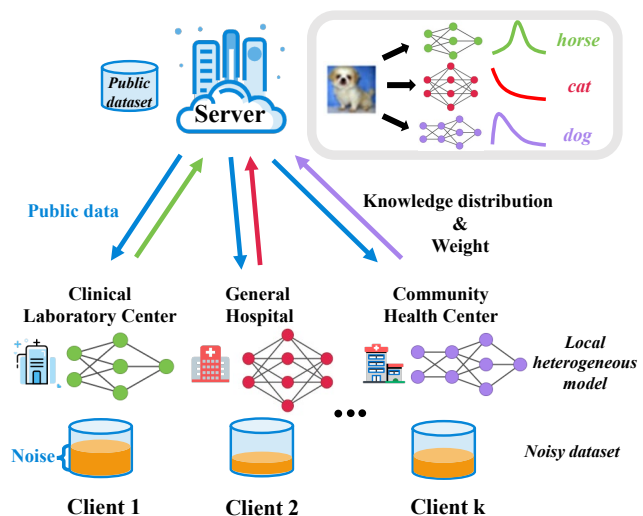 Public
dataset
Server
horse
cat
dog
Public data
Knowledge distribution
&
Weight
Clinical
Laboratory Center
General
Hospital
Community
Health Center
Local
heterogeneous
model
...
Noise
Noisy dataset
Client 1
Client 2
Client k